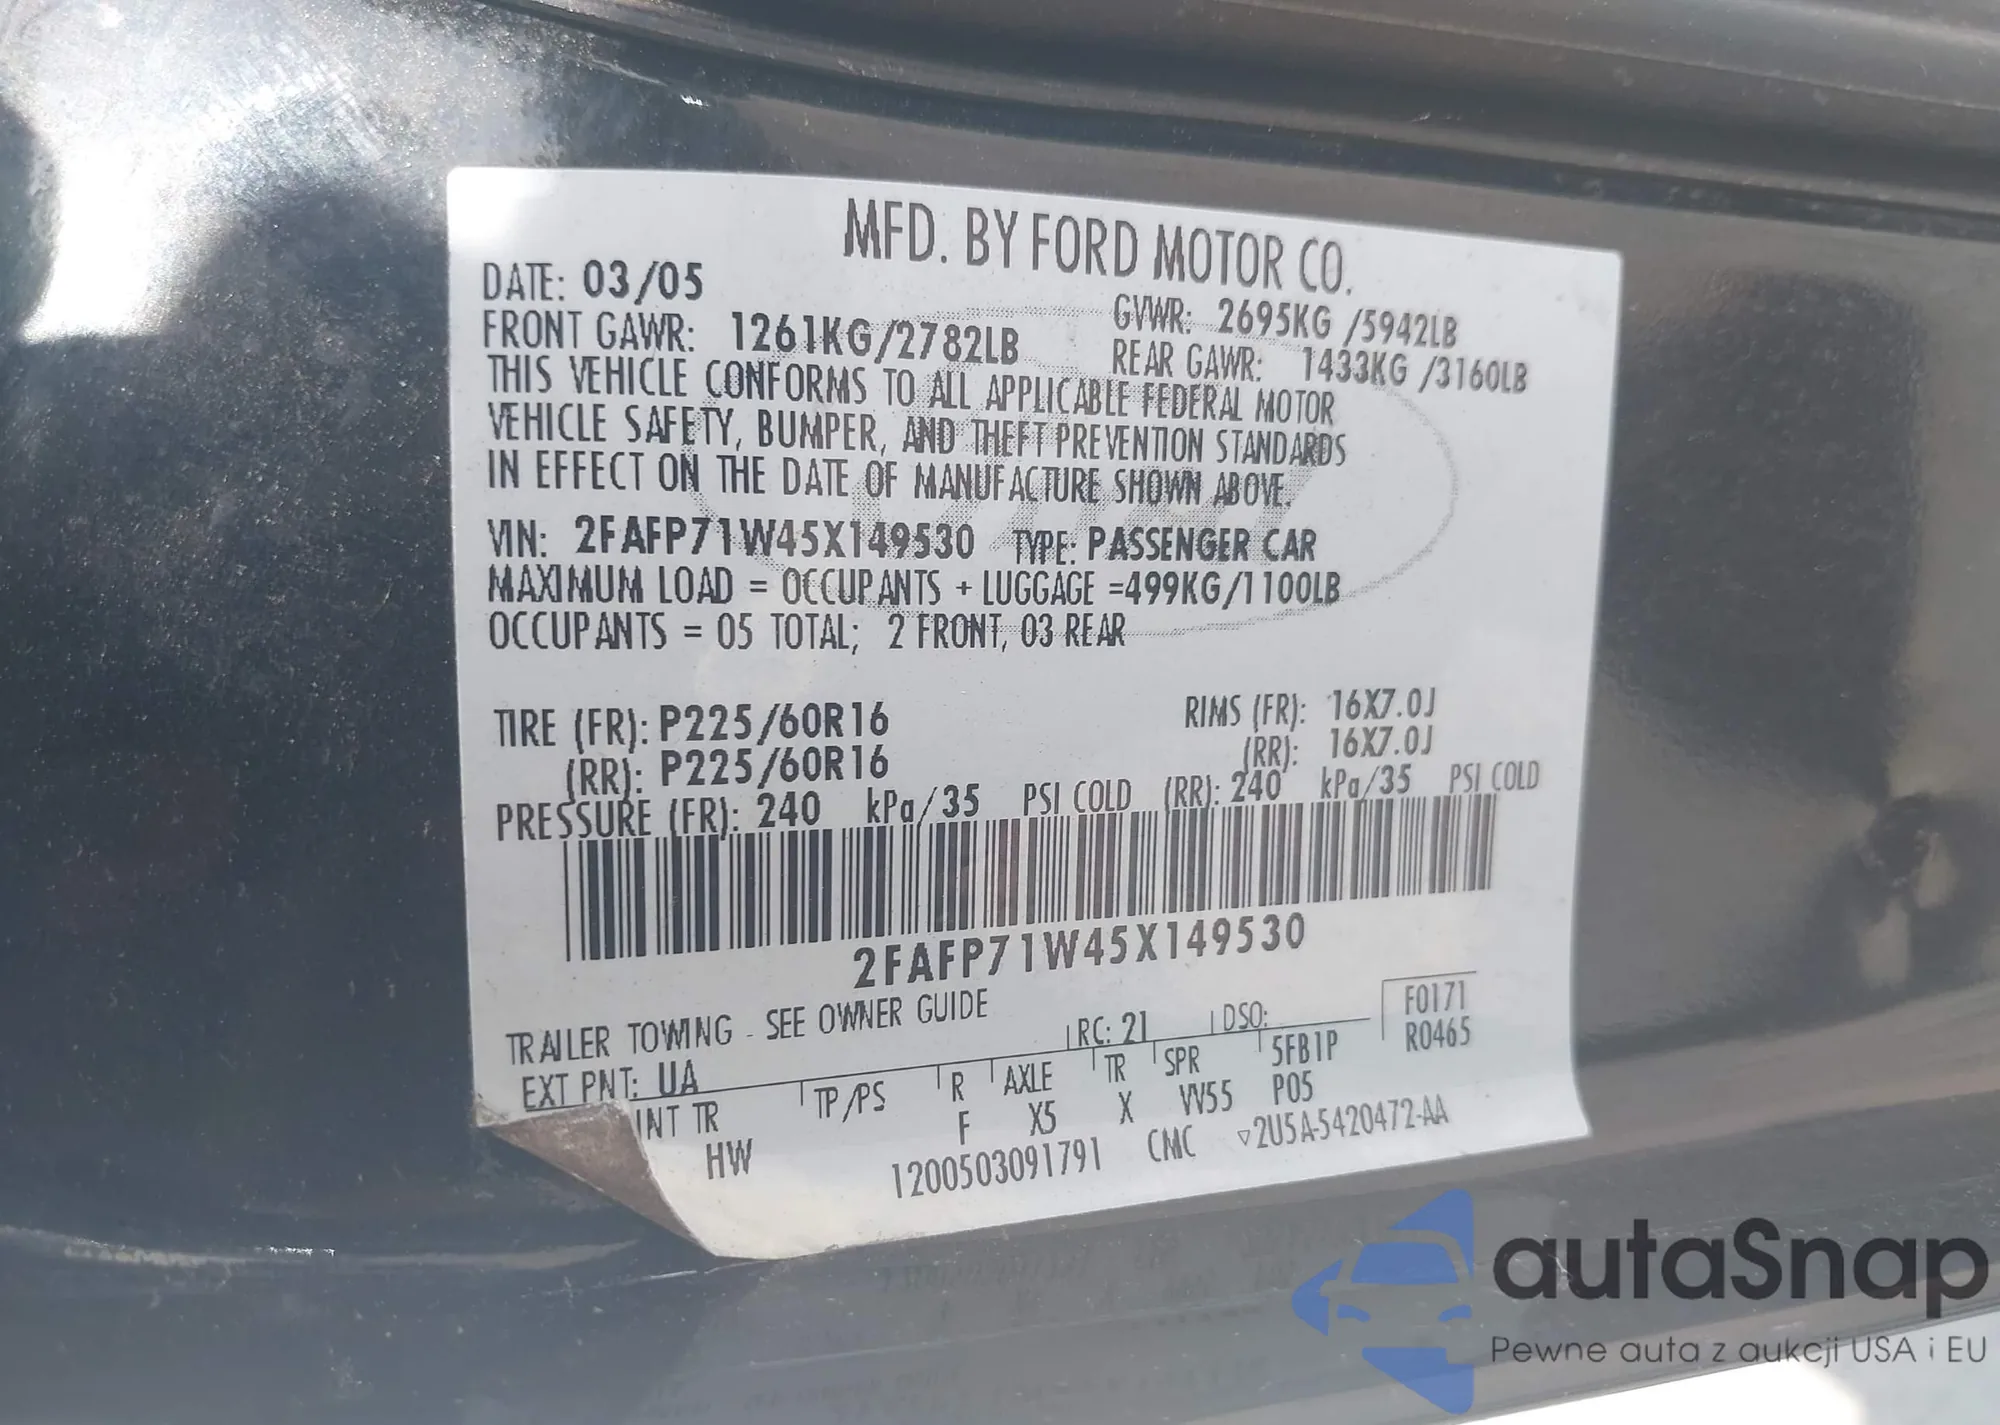 MFD. BY FORD MOTOR CO.
DATE: 03/05
GVWR: 2695KG /5942LB
FRONT GAWR: 1261KG/2782LB
REAR GAWR: 1433KG /3160LB
THIS VEHICLE CONFORMS TO ALL APPLICABLE FEDERAL MOTOR
VEHICLE SAFETY, BUMPER, AND THEFT PREVENTION STANDARDS
IN EFFECT ON THE DATE OF MANUFACTURE SHOWN ABOVE.
VIN: 2FAFP71W45X149530 TYPE: PASSENGER CAR
MAXIMUM LOAD = OCCUPANTS + LUGGAGE =499KG/1100LB
OCCUPANTS = 05 TOTAL; 2 FRONT, 03 REAR
TIRE (FR): P225/60R16 RIMS (FR): 16X7.0J
(RR): P225/60R16 (RR): 16X7.0J
PRESSURE (FR): 240 kPa/35 PSI COLD (RR): 240 kPa/35 PSI COLD
2FAFP71W45X149530
TRAILER TOWING - SEE OWNER GUIDE
EXT PNT: UA RC: 21 DSO: F0171
R0465
INT TR TP/PS R AXLE TR SPR 5FB1P
HW F X5 X VV55 P05
1200503091791 CMC ▽2U5A-5420472-AA
autaSnap
Pewne auta z aukcji USA i EU